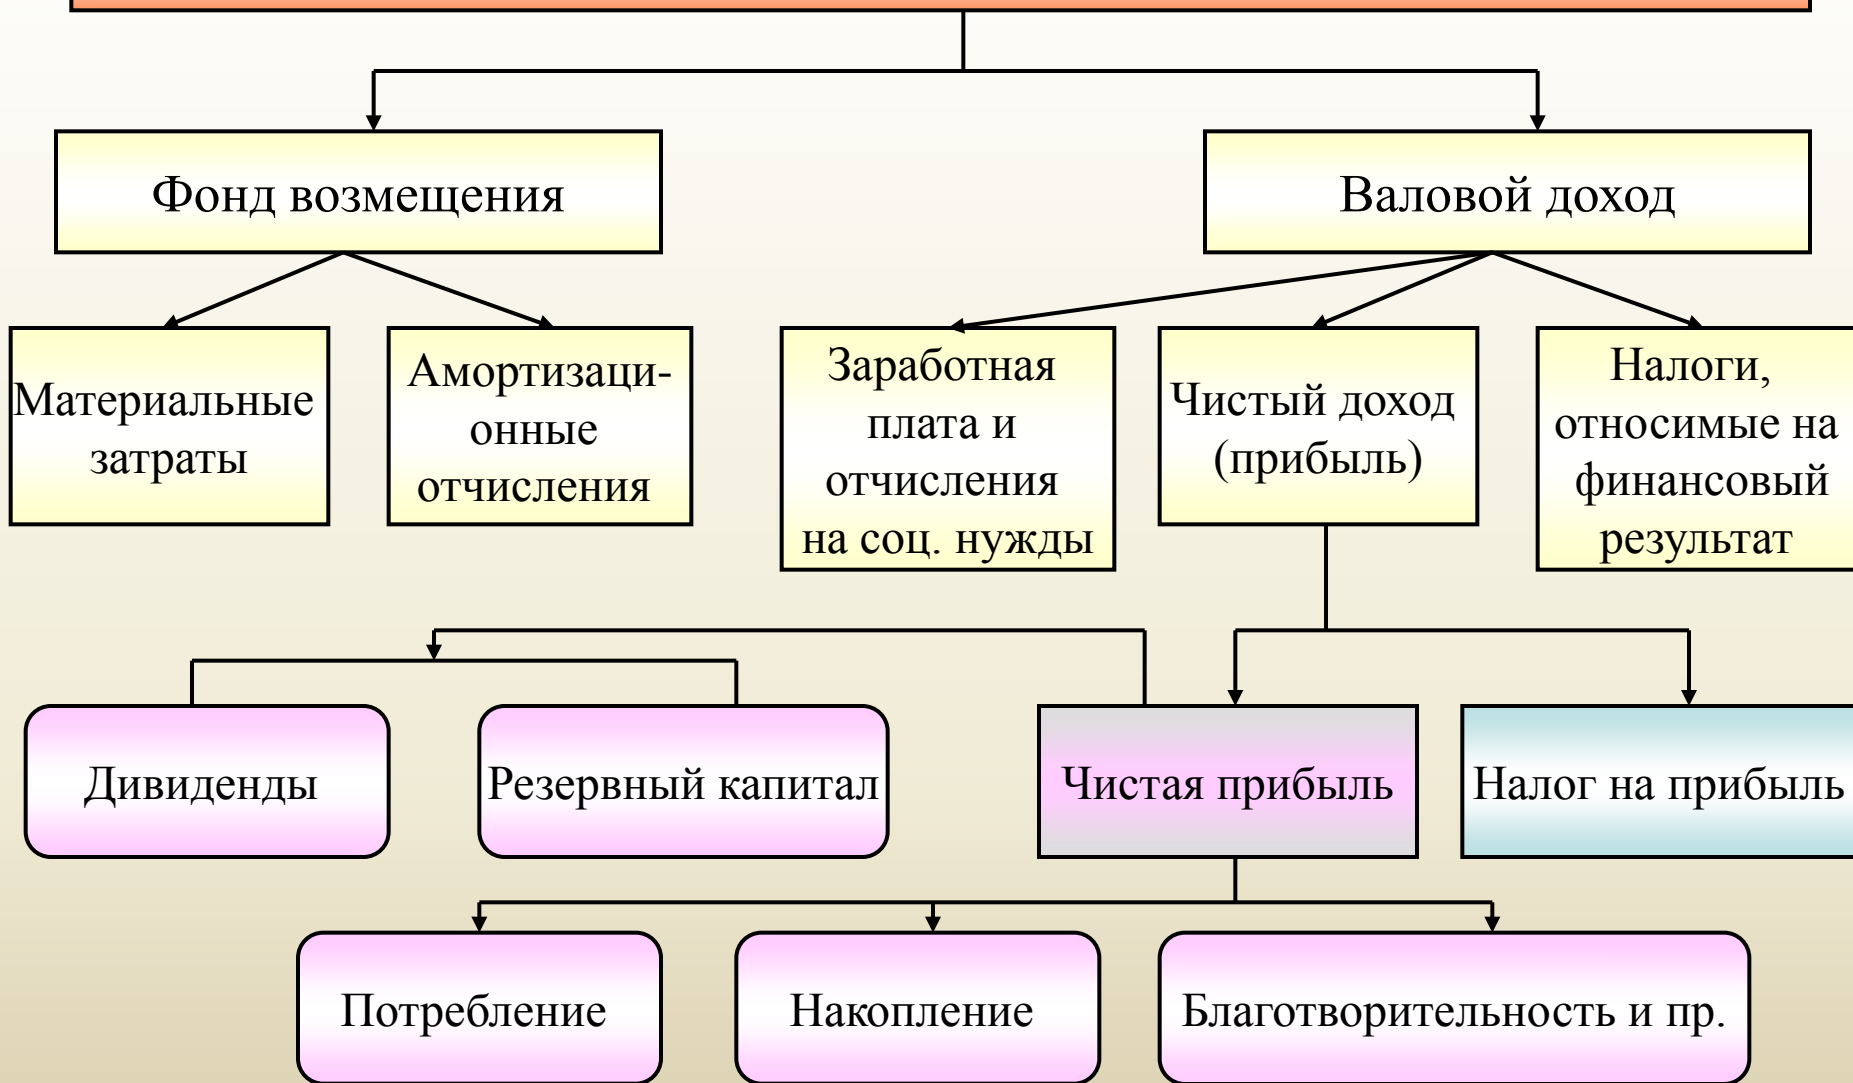 Фонд возмещения
Валовой доход
Материальные
затраты
Амортизаци-
онные
отчисления
Заработная
плата и
отчисления
на соц. нужды
Чистый доход
(прибыль)
Налоги,
относимые на
финансовый
результат
Дивиденды
Резервный капитал
Чистая прибыль
Налог на прибыль
Потребление
Накопление
Благотворительность и пр.